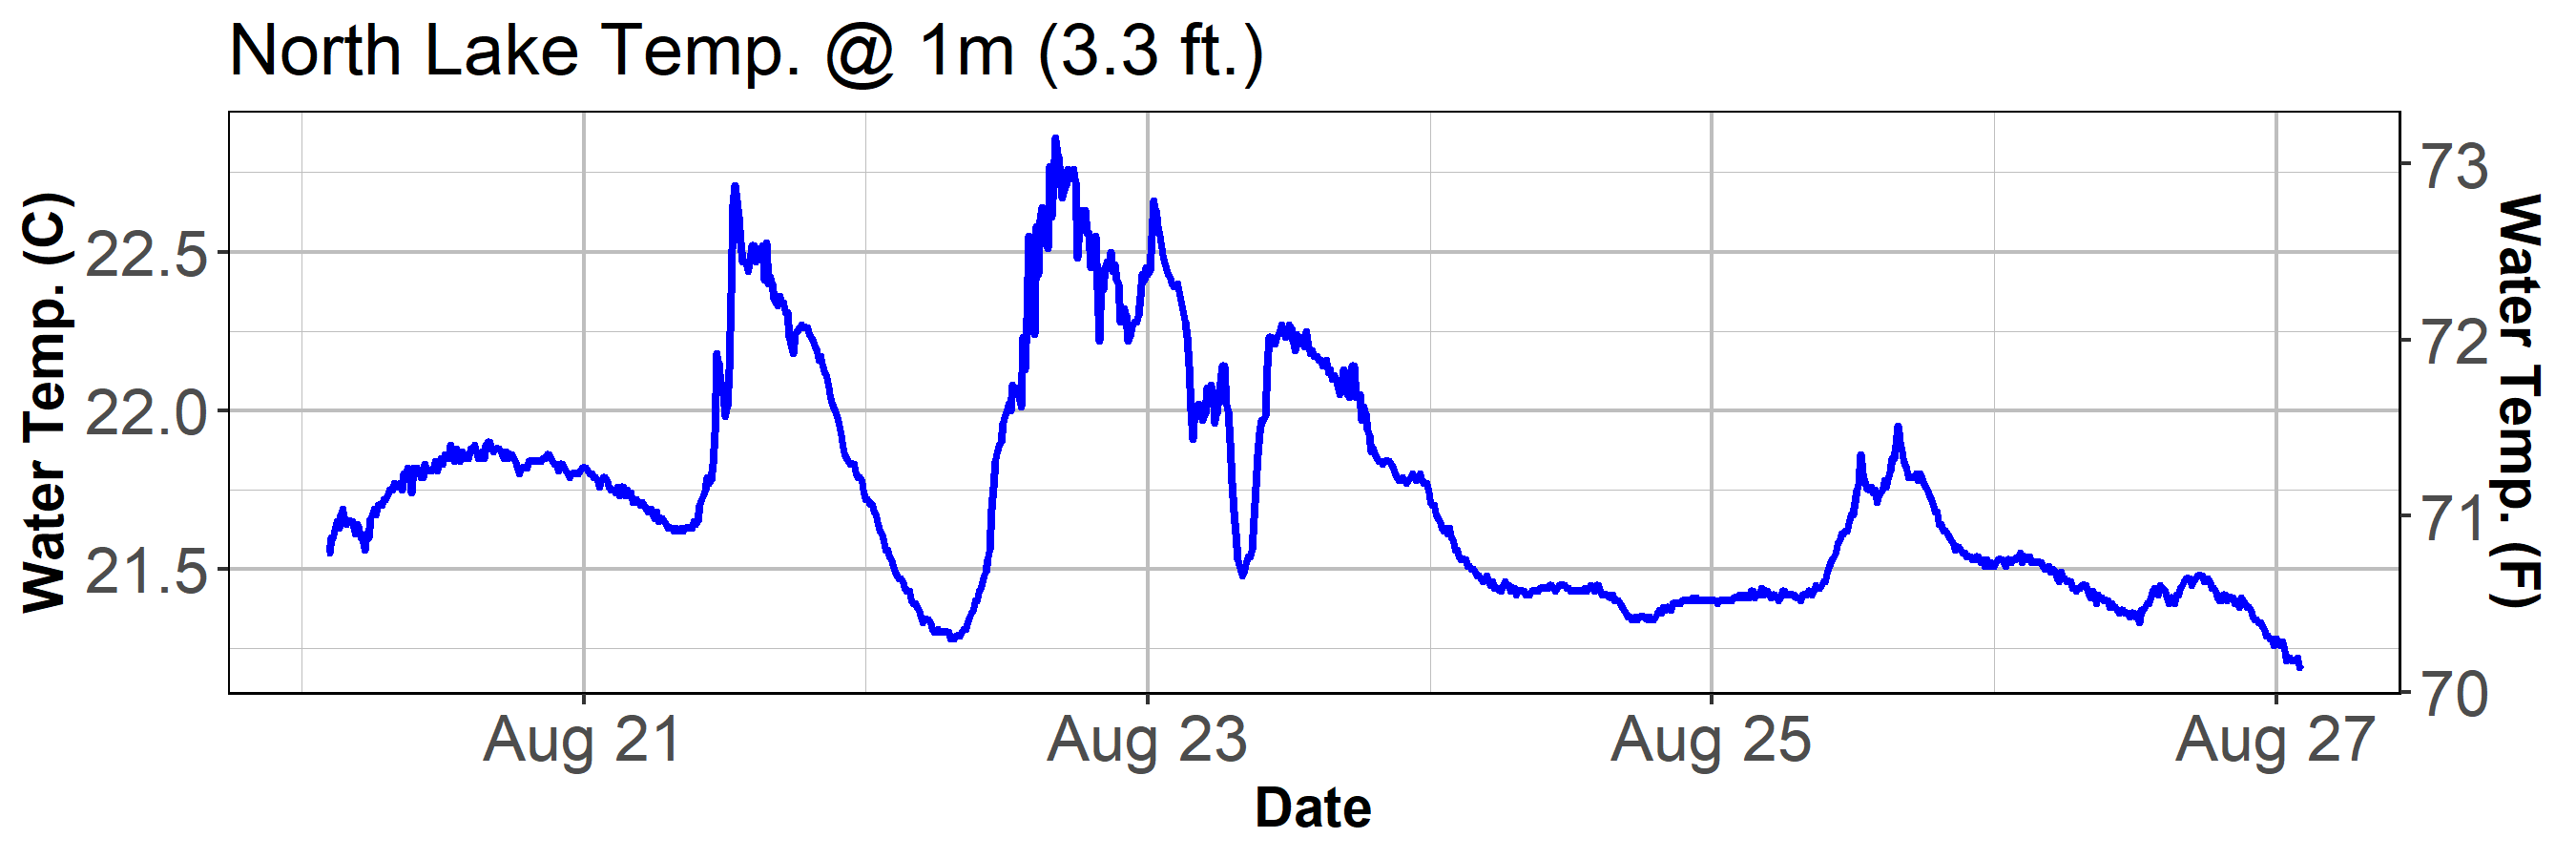 North Lake Temp. @ 1m (3.3 ft.)
Water Temp. (C)
22.5
22.0
21.5
73
72
71
70
Water Temp. (F)
Aug 21 Aug 23 Aug 25 Aug 27
Date